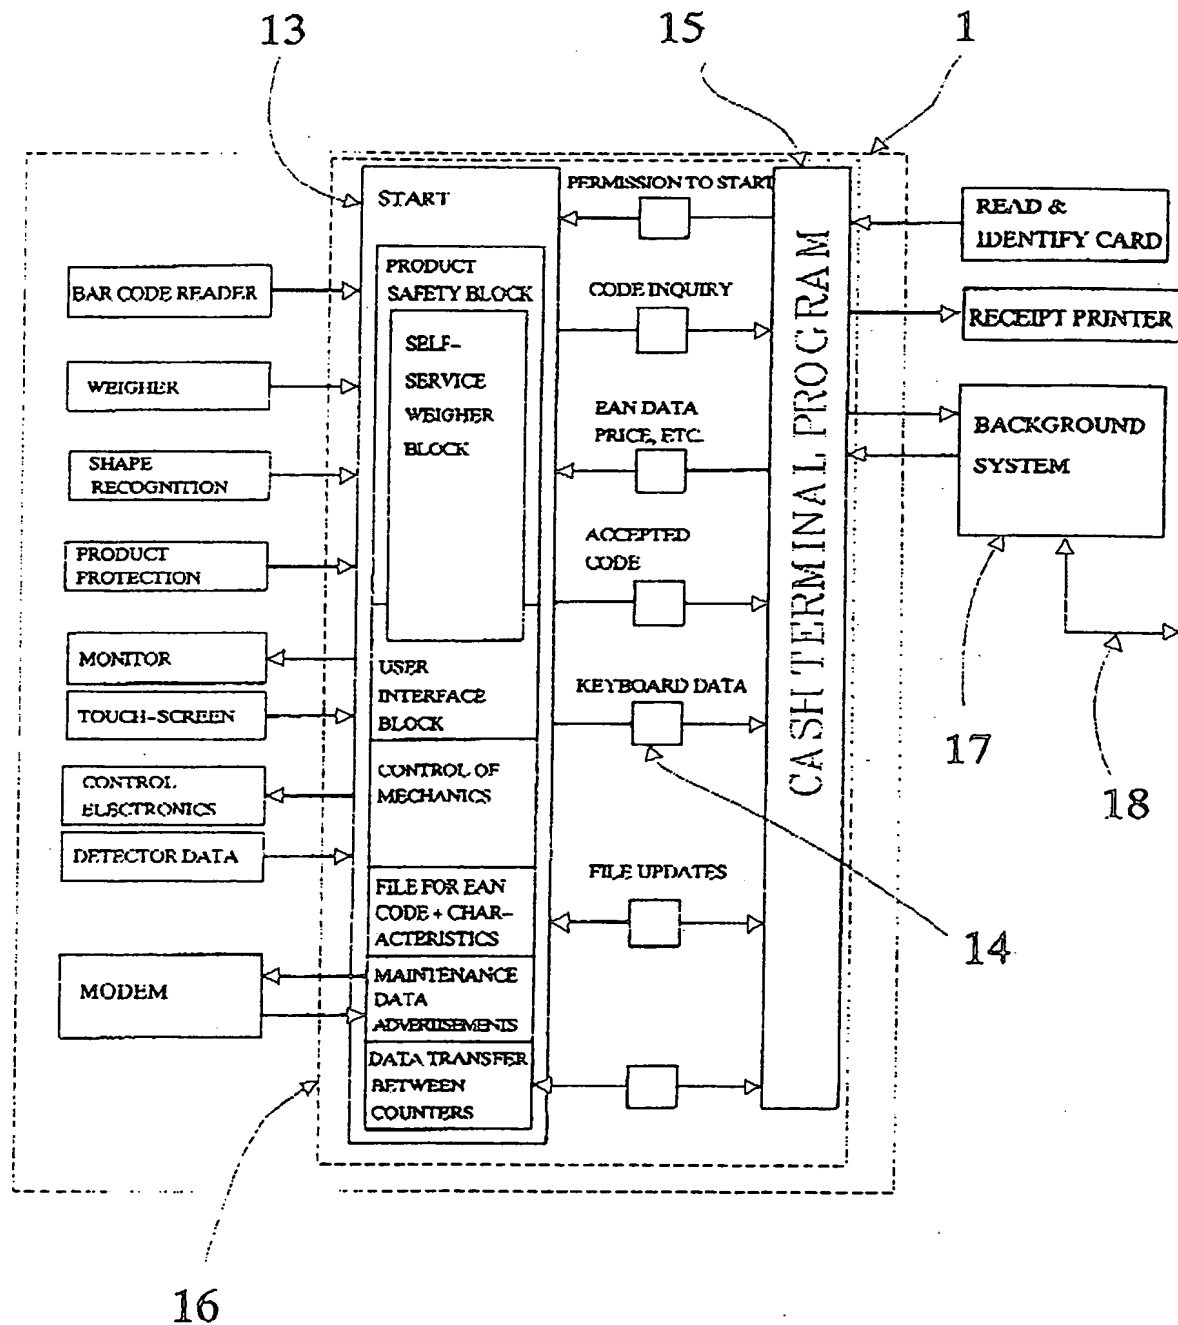 13
15
1
START
PERMISSION TO START
READ &
IDENTIFY CARD
BAR CODE READER
PRODUCT
SAFETY BLOCK
CODE INQUIRY
RECEIPT PRINTER
WEIGHER
SELF-
SERVICE
WEIGHER
BLOCK
EAN DATA
PRICE, ETC.
CASH TERMINAL PROGRAM
BACKGROUND
SYSTEM
SHAPE
RECOGNITION
PRODUCT
PROTECTION
ACCEPTED
CODE
17
18
MONITOR
TOUCH-SCREEN
USER
INTERFACE
BLOCK
KEYBOARD DATA
14
CONTROL
ELECTRONICS
CONTROL OF
MECHANICS
DETECTOR DATA
FILE FOR EAN
CODE + CHAR-
ACTERISTICS
FILE UPDATES
MODEM
MAINTENANCE
DATA
ADVERTISEMENTS
DATA TRANSFER
BETWEEN
COUNTERS
16